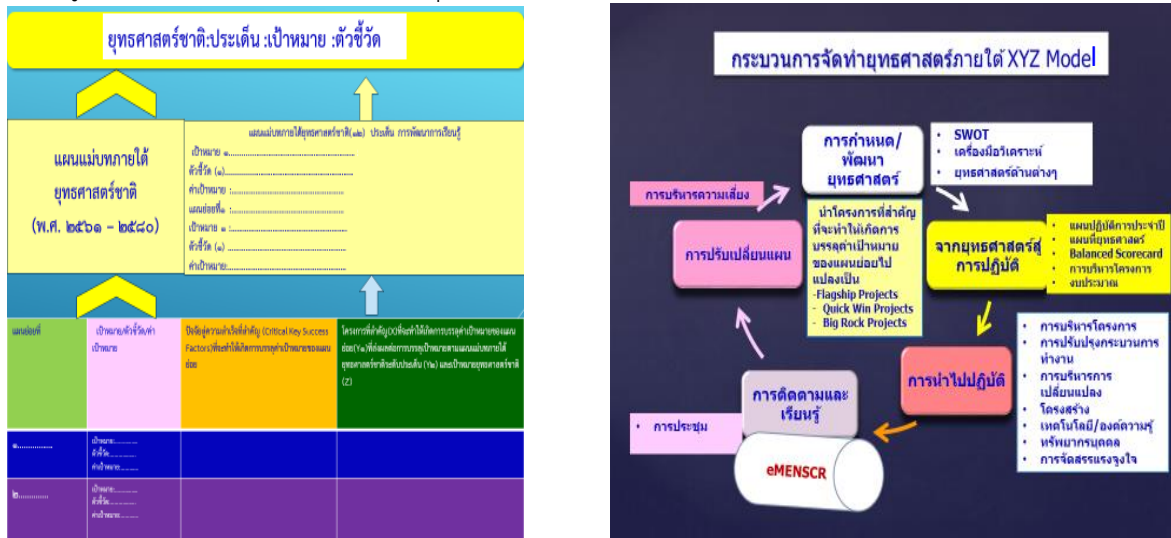 ยุทธศาสตร์ชาติ:ประเด็น :เป้าหมาย :ตัวชี้วัด
แผนแม่บทภายใต้
ยุทธศาสตร์ชาติ
(พ.ศ. ๒๕๖๑ – ๒๕๘๐)
แผนแม่บทภายใต้ยุทธศาสตร์ชาติ(๑๒) ประเด็น การพัฒนาการเรียนรู้
เป้าหมาย ๑...............................................
ตัวชี้วัด (๑)...............................................
ค่าเป้าหมาย :.........................................
แผนย่อยที่๑ :.........................................
เป้าหมาย ๑ :.........................................
ตัวชี้วัด (๑) .........................................
ค่าเป้าหมาย:...........................................
แผนย่อยที่
เป้าหมาย/ตัวชี้วัด/ค่า
เป้าหมาย
ปัจจัยสู่ความสำเร็จที่สำคัญ (Critical Key Success
Factors)ที่จะทำให้เกิดการบรรลุค่าเป้าหมายของแผน
ย่อย
โครงการที่สำคัญ(X)ที่จะทำให้เกิดการบรรลุค่าเป้าหมายของแผน
ย่อย(Y๑)ที่ส่งผลต่อการบรรลุเป้าหมายตามแผนแม่บทภายใต้
ยุทธศาสตร์ชาติระดับประเด็น (Y๒) และเป้าหมายยุทธศาสตร์ชาติ
(Z)
๑................
เป้าหมาย:............
ตัวชี้วัด:............
ค่าเป้าหมาย:.........
๒.............
เป้าหมาย:............
ตัวชี้วัด:............
ค่าเป้าหมาย:.........
กระบวนการจัดทำยุทธศาสตร์ภายใต้ XYZ Model
การกำหนด/
พัฒนา
ยุทธศาสตร์
• SWOT
• เครื่องมือวิเคราะห์
• ยุทธศาสตร์ด้านต่างๆ
การบริหารความเสี่ยง
การปรับเปลี่ยนแผน
นำโครงการที่สำคัญ
ที่จะทำให้เกิดการ
บรรลุค่าเป้าหมาย
ของแผนย่อยไป
แปลงเป็น
-Flagship Projects
- Quick Win Projects
- Big Rock Projects
จากยุทธศาสตร์สู่
การปฏิบัติ
• แผนปฏิบัติการประจำปี
• แผนที่ยุทธศาสตร์
• Balanced Scorecard
• การบริหารโครงการ
• งบประมาณ
การนำไปปฏิบัติ
• การบริหารโครงการ
• การปรับปรุงกระบวนการ
ทำงาน
• การบริหารการ
เปลี่ยนแปลง
• โครงสร้าง
• เทคโนโลยี/องค์ความรู้
• ทรัพยากรบุคคล
• การจัดสรรแรงจูงใจ
การติดตามและ
เรียนรู้
• การประชุม
eMENSCR